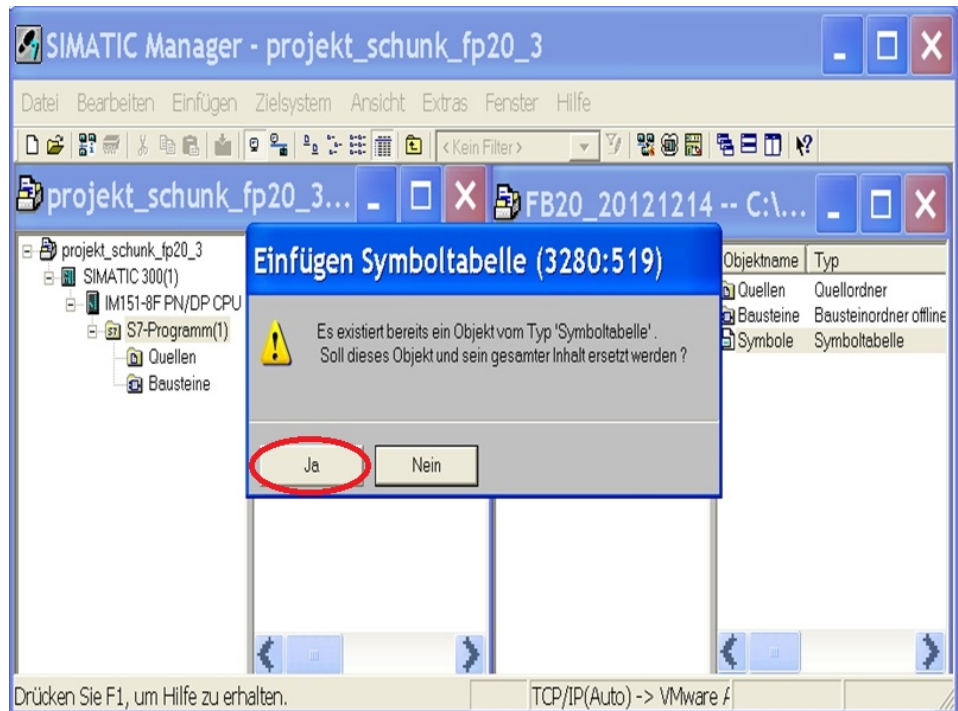 SIMATIC Manager - projekt_schunk_fp20_3
Datei Bearbeiten Einfügen Zielsystem Ansicht Extras Fenster Hilfe
< Kein Filter >
projekt_schunk_fp20_3...
FB20_20121214 -- C:\...
projekt_schunk_fp20_3
SIMATIC 300(1)
IM151-8F PN/DP CPU
S7-Programm(1)
Quellen
Bausteine
Objektname Typ
Quellen Quellordner
Bausteine Bausteinordner offline
Symbole Symboltabelle
Einfügen Symboltabelle (3280:519)
Es existiert bereits ein Objekt vom Typ 'Symboltabelle' .
Soll dieses Objekt und sein gesamter Inhalt ersetzt werden ?
Ja Nein
Drücken Sie F1, um Hilfe zu erhalten.
TCP/IP(Auto) -> VMware A